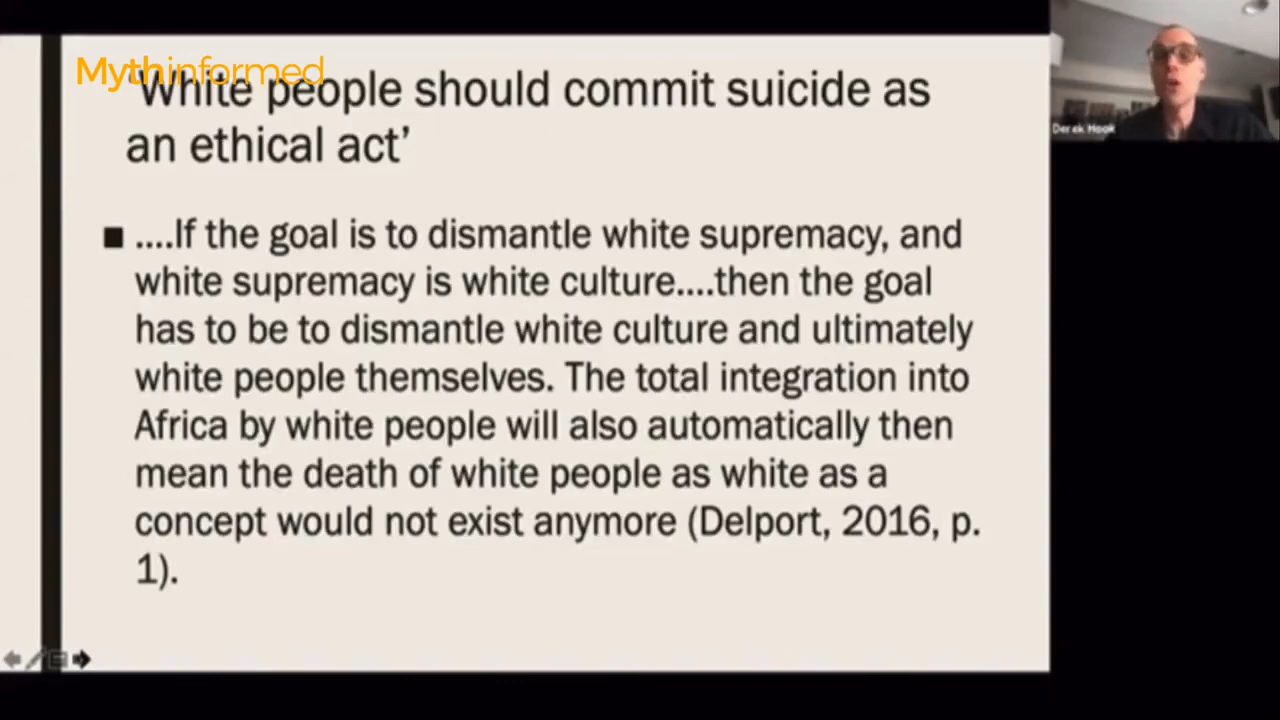 Mythinformed
'White people should commit suicide as
an ethical act'
■ ....If the goal is to dismantle white supremacy, and
white supremacy is white culture....then the goal
has to be to dismantle white culture and ultimately
white people themselves. The total integration into
Africa by white people will also automatically then
mean the death of white people as white as a
concept would not exist anymore (Delport, 2016, p.
1).
Derek Hook